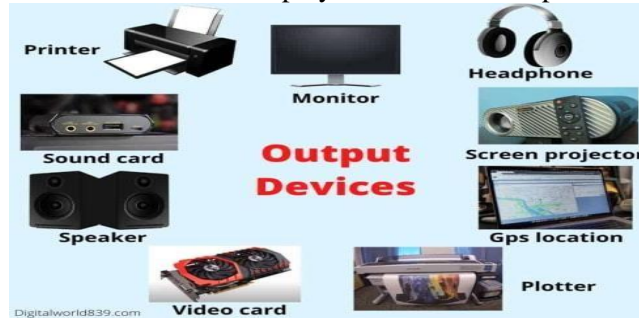 Printer
Monitor
Headphone
Sound card
Output
Devices
Screen projector
Speaker
Gps location
Video card
Plotter
Digitalworld839.com